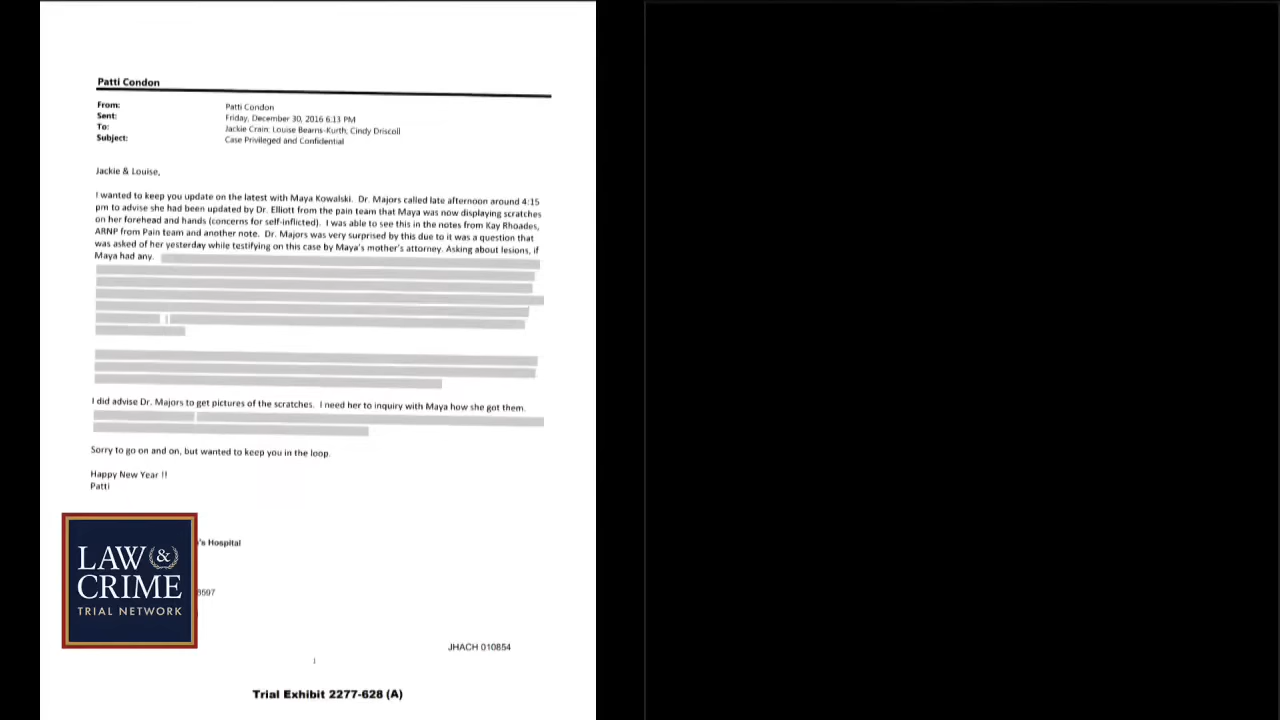 Patti Condon
From: Patti Condon
Sent: Friday, December 30, 2016 6:13 PM
To: Jackie Crain; Louise Bearns-Kurth; Cindy Driscoll
Subject: Case Privileged and Confidential
Jackie & Louise,
I wanted to keep you update on the latest with Maya Kowalski. Dr. Majors called late afternoon around 4:15
pm to advise she had been updated by Dr. Elliott from the pain team that Maya was now displaying scratches
on her forehead and hands (concerns for self-inflicted). I was able to see this in the notes from Kay Rhoades,
ARNP from Pain team and another note. Dr. Majors was very surprised by this due to it was a question that
was asked of her yesterday while testifying on this case by Maya's mother's attorney. Asking about lesions, if
Maya had any.
I did advise Dr. Majors to get pictures of the scratches. I need her to inquiry with Maya how she got them.
Sorry to go on and on, but wanted to keep you in the loop.
Happy New Year !!
Patti
's Hospital
8597
LAW &
CRIME
TRIAL NETWORK
JHACH 010854
1
Trial Exhibit 2277-628 (A)